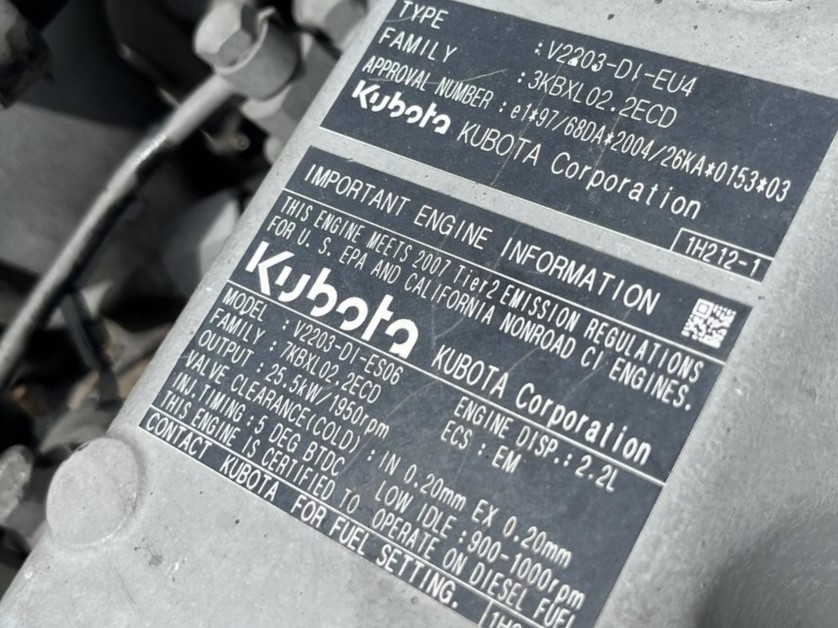 TYPE : V2203-DI-EU4
FAMILY : 3KBXL02.2ECD
APPROVAL NUMBER : e1*97/68DA*2004/26KA*0153*03
Kubota KUBOTA Corporation
1H212-1
IMPORTANT ENGINE INFORMATION
THIS ENGINE MEETS 2007 Tier2 EMISSION REGULATIONS
FOR U.S. EPA AND CALIFORNIA NONROAD CI ENGINES.
Kubota KUBOTA Corporation
MODEL : V2203-DI-ES06
FAMILY : 7KBXL02.2ECD ENGINE DISP.: 2.2L
OUTPUT : 25.5kW/1950rpm ECS : EM
VALVE CLEARANCE(COLD) : IN 0.20mm EX 0.20mm
INJ.TIMING : 5 DEG BTDC LOW IDLE : 900-1000rpm
THIS ENGINE IS CERTIFIED TO OPERATE ON DIESEL FUEL
CONTACT KUBOTA FOR FUEL SETTING.